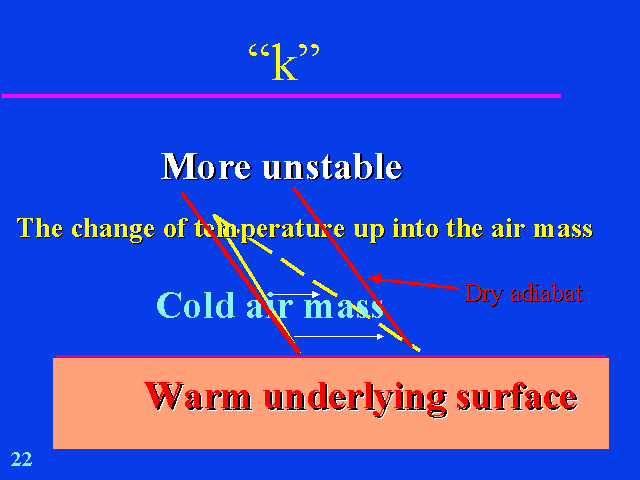 “k”
More unstable
The change of temperature up into the air mass
Dry adiabat
Cold air mass
Warm underlying surface
22